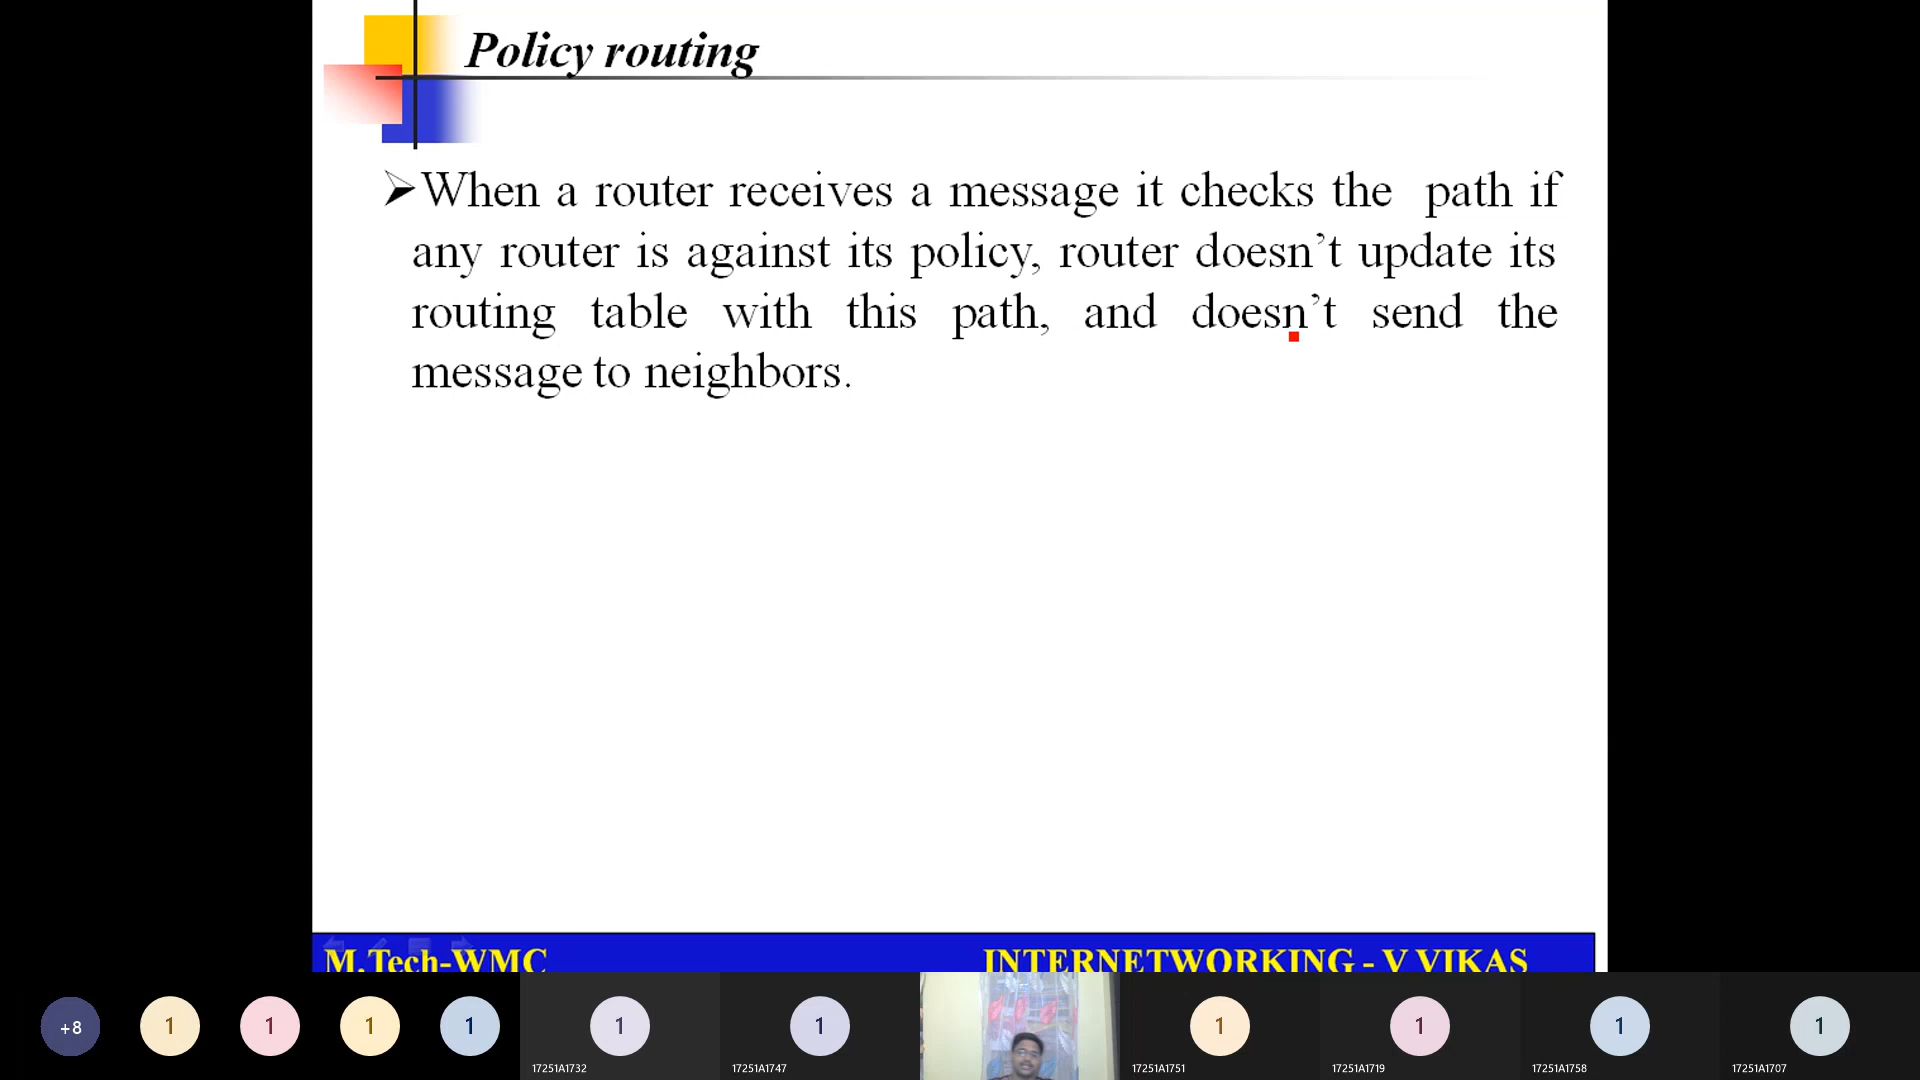 Policy routing
➢When a router receives a message it checks the path if
any router is against its policy, router doesn’t update its
routing table with this path, and doesn’t send the
message to neighbors.
M.Tech-WMC INTERNETWORKING - V VIKAS
+8 1 1 1 1 1 1 1 1 1 1
17251A1732 17251A1747 17251A1751 17251A1719 17251A1758 17251A1707